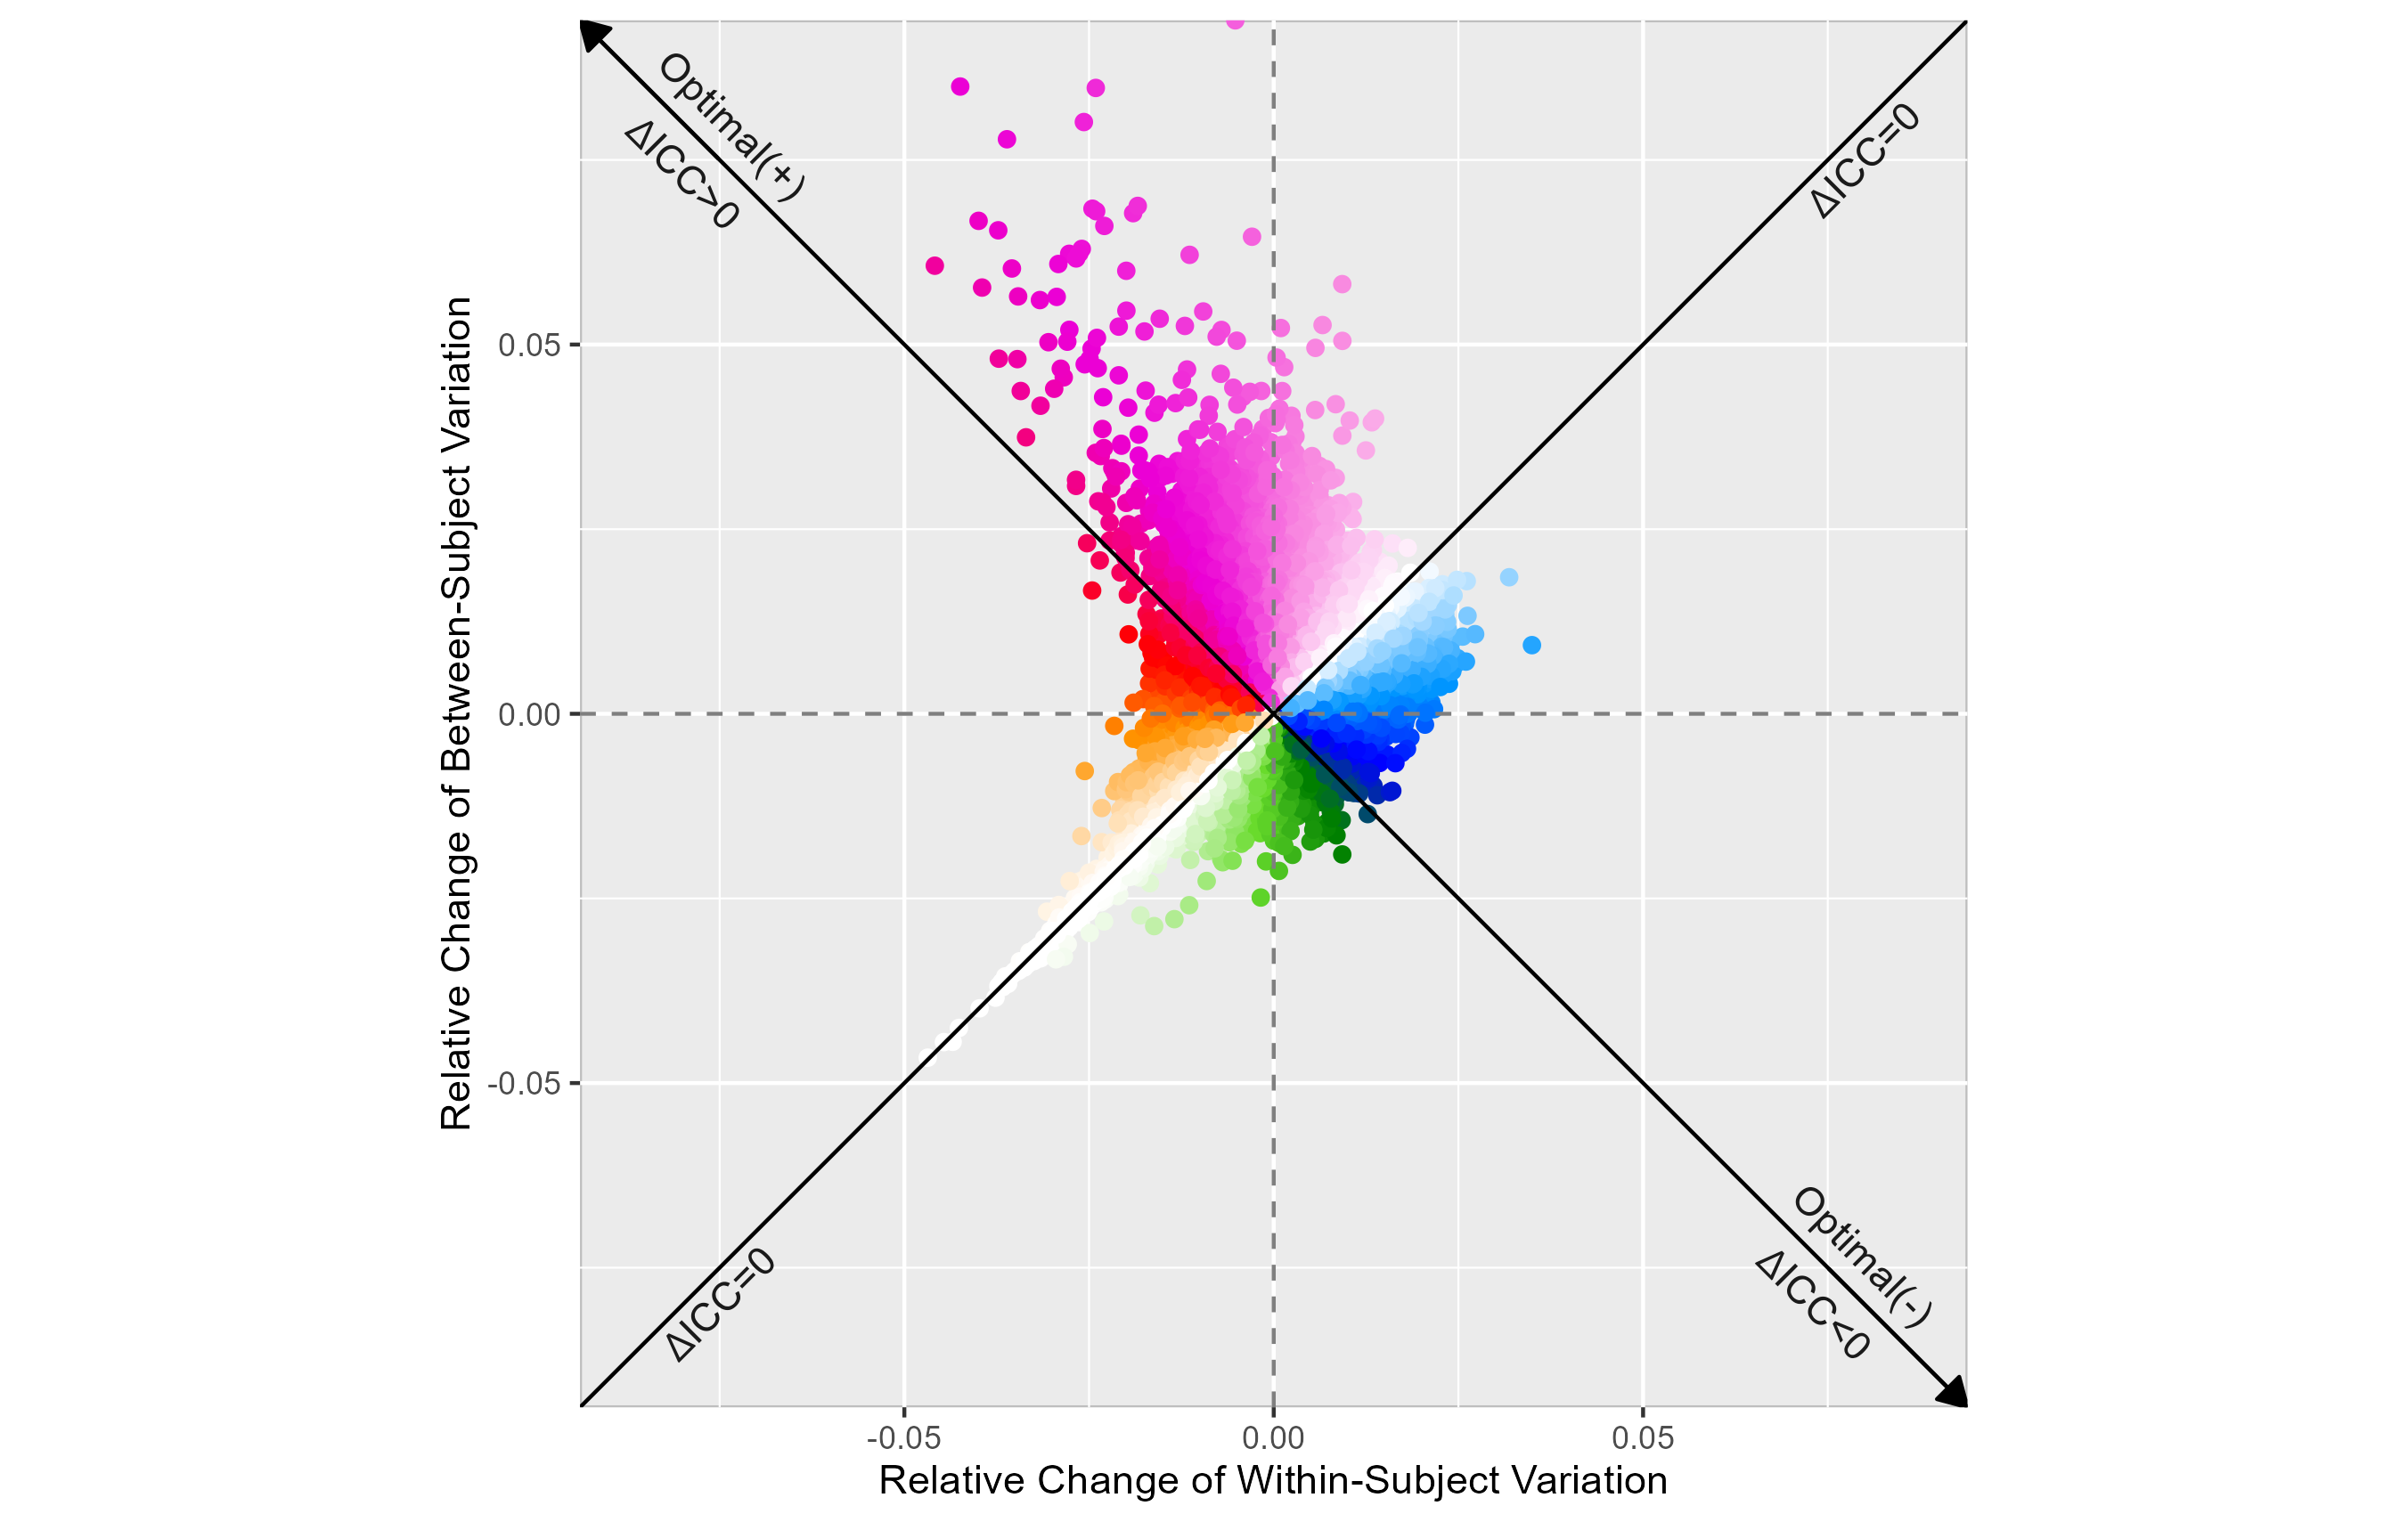 Optimal(+)
ΔICC>0
ΔICC=0
Relative Change of Between-Subject Variation
0.05
0.00
-0.05
ΔICC=0
Optimal(-)
ΔICC<0
-0.05
0.00
0.05
Relative Change of Within-Subject Variation